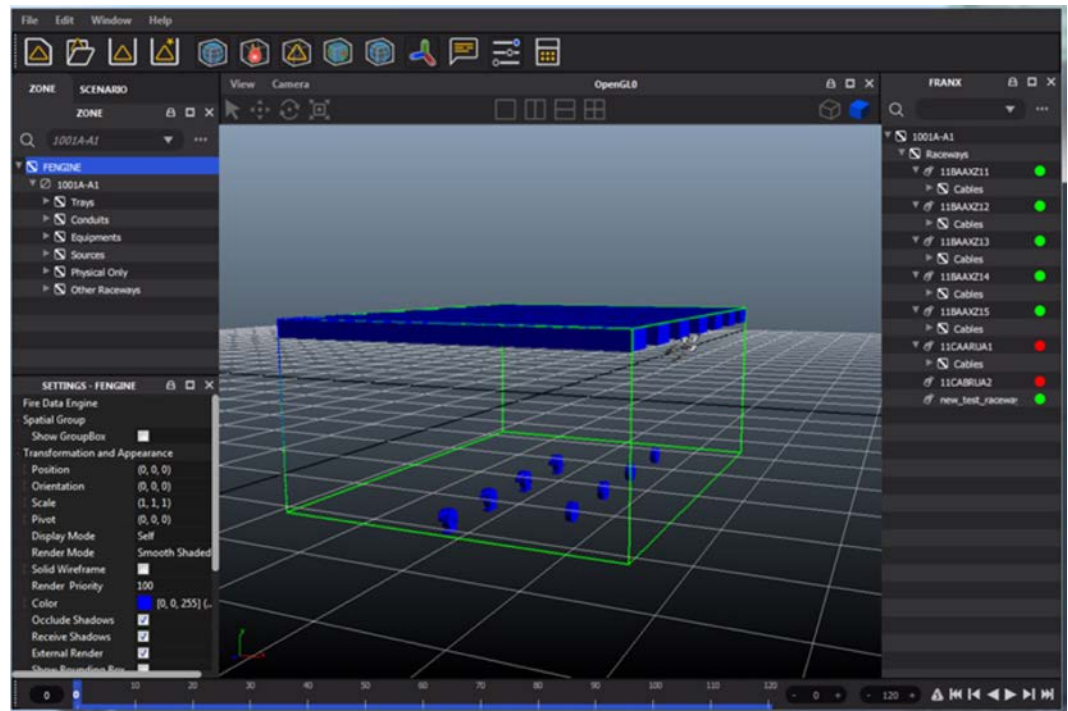 File Edit Window Help
ZONE SCENARIO
ZONE
1001A-A1
FENGINE
1001A-A1
Trays
Conduits
Equipments
Sources
Physical Only
Other Raceways
SETTINGS - FENGINE
Fire Data Engine
Spatial Group
Show GroupBox
Transformation and Appearance
Position (0, 0, 0)
Orientation (0, 0, 0)
Scale (1, 1, 1)
Pivot (0, 0, 0)
Display Mode Self
Render Mode Smooth Shaded
Solid Wireframe
Render Priority 100
Color [0, 0, 255] (...
Occlude Shadows
Receive Shadows
External Render
Show Bounding Box
View Camera OpenGL0
FRANX
1001A-A1
Raceways
11BAAXZ11
Cables
11BAAXZ12
Cables
11BAAXZ13
Cables
11BAAXZ14
Cables
11BAAXZ15
Cables
11CAARUA1
Cables
11CABRUA2
new_test_raceway
0 0 10 20 30 40 50 60 70 80 90 100 110 120 - 0 + - 120 +